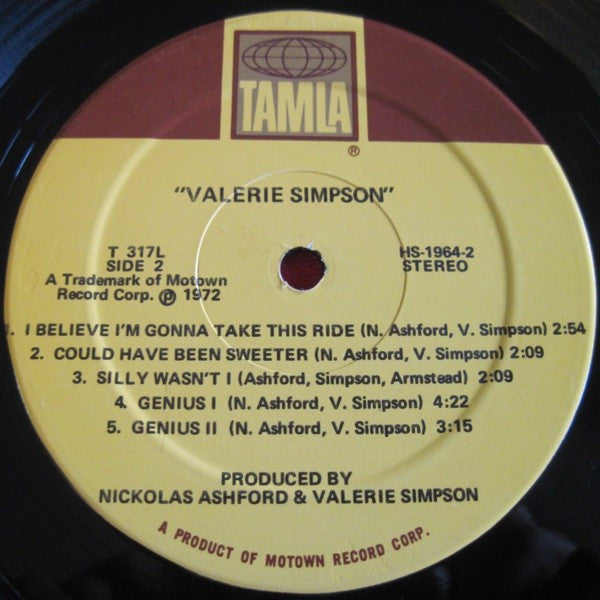 TAMLA
®
"VALERIE SIMPSON"
T 317L
SIDE 2
A Trademark of Motown
Record Corp. ℗ 1972
HS-1964-2
STEREO
1. I BELIEVE I'M GONNA TAKE THIS RIDE (N. Ashford, V. Simpson) 2:54
2. COULD HAVE BEEN SWEETER (N. Ashford, V. Simpson) 2:09
3. SILLY WASN'T I (Ashford, Simpson, Armstead) 2:09
4. GENIUS I (N. Ashford, V. Simpson) 4:22
5. GENIUS II (N. Ashford, V. Simpson) 3:15
PRODUCED BY
NICKOLAS ASHFORD & VALERIE SIMPSON
A PRODUCT OF MOTOWN RECORD CORP.